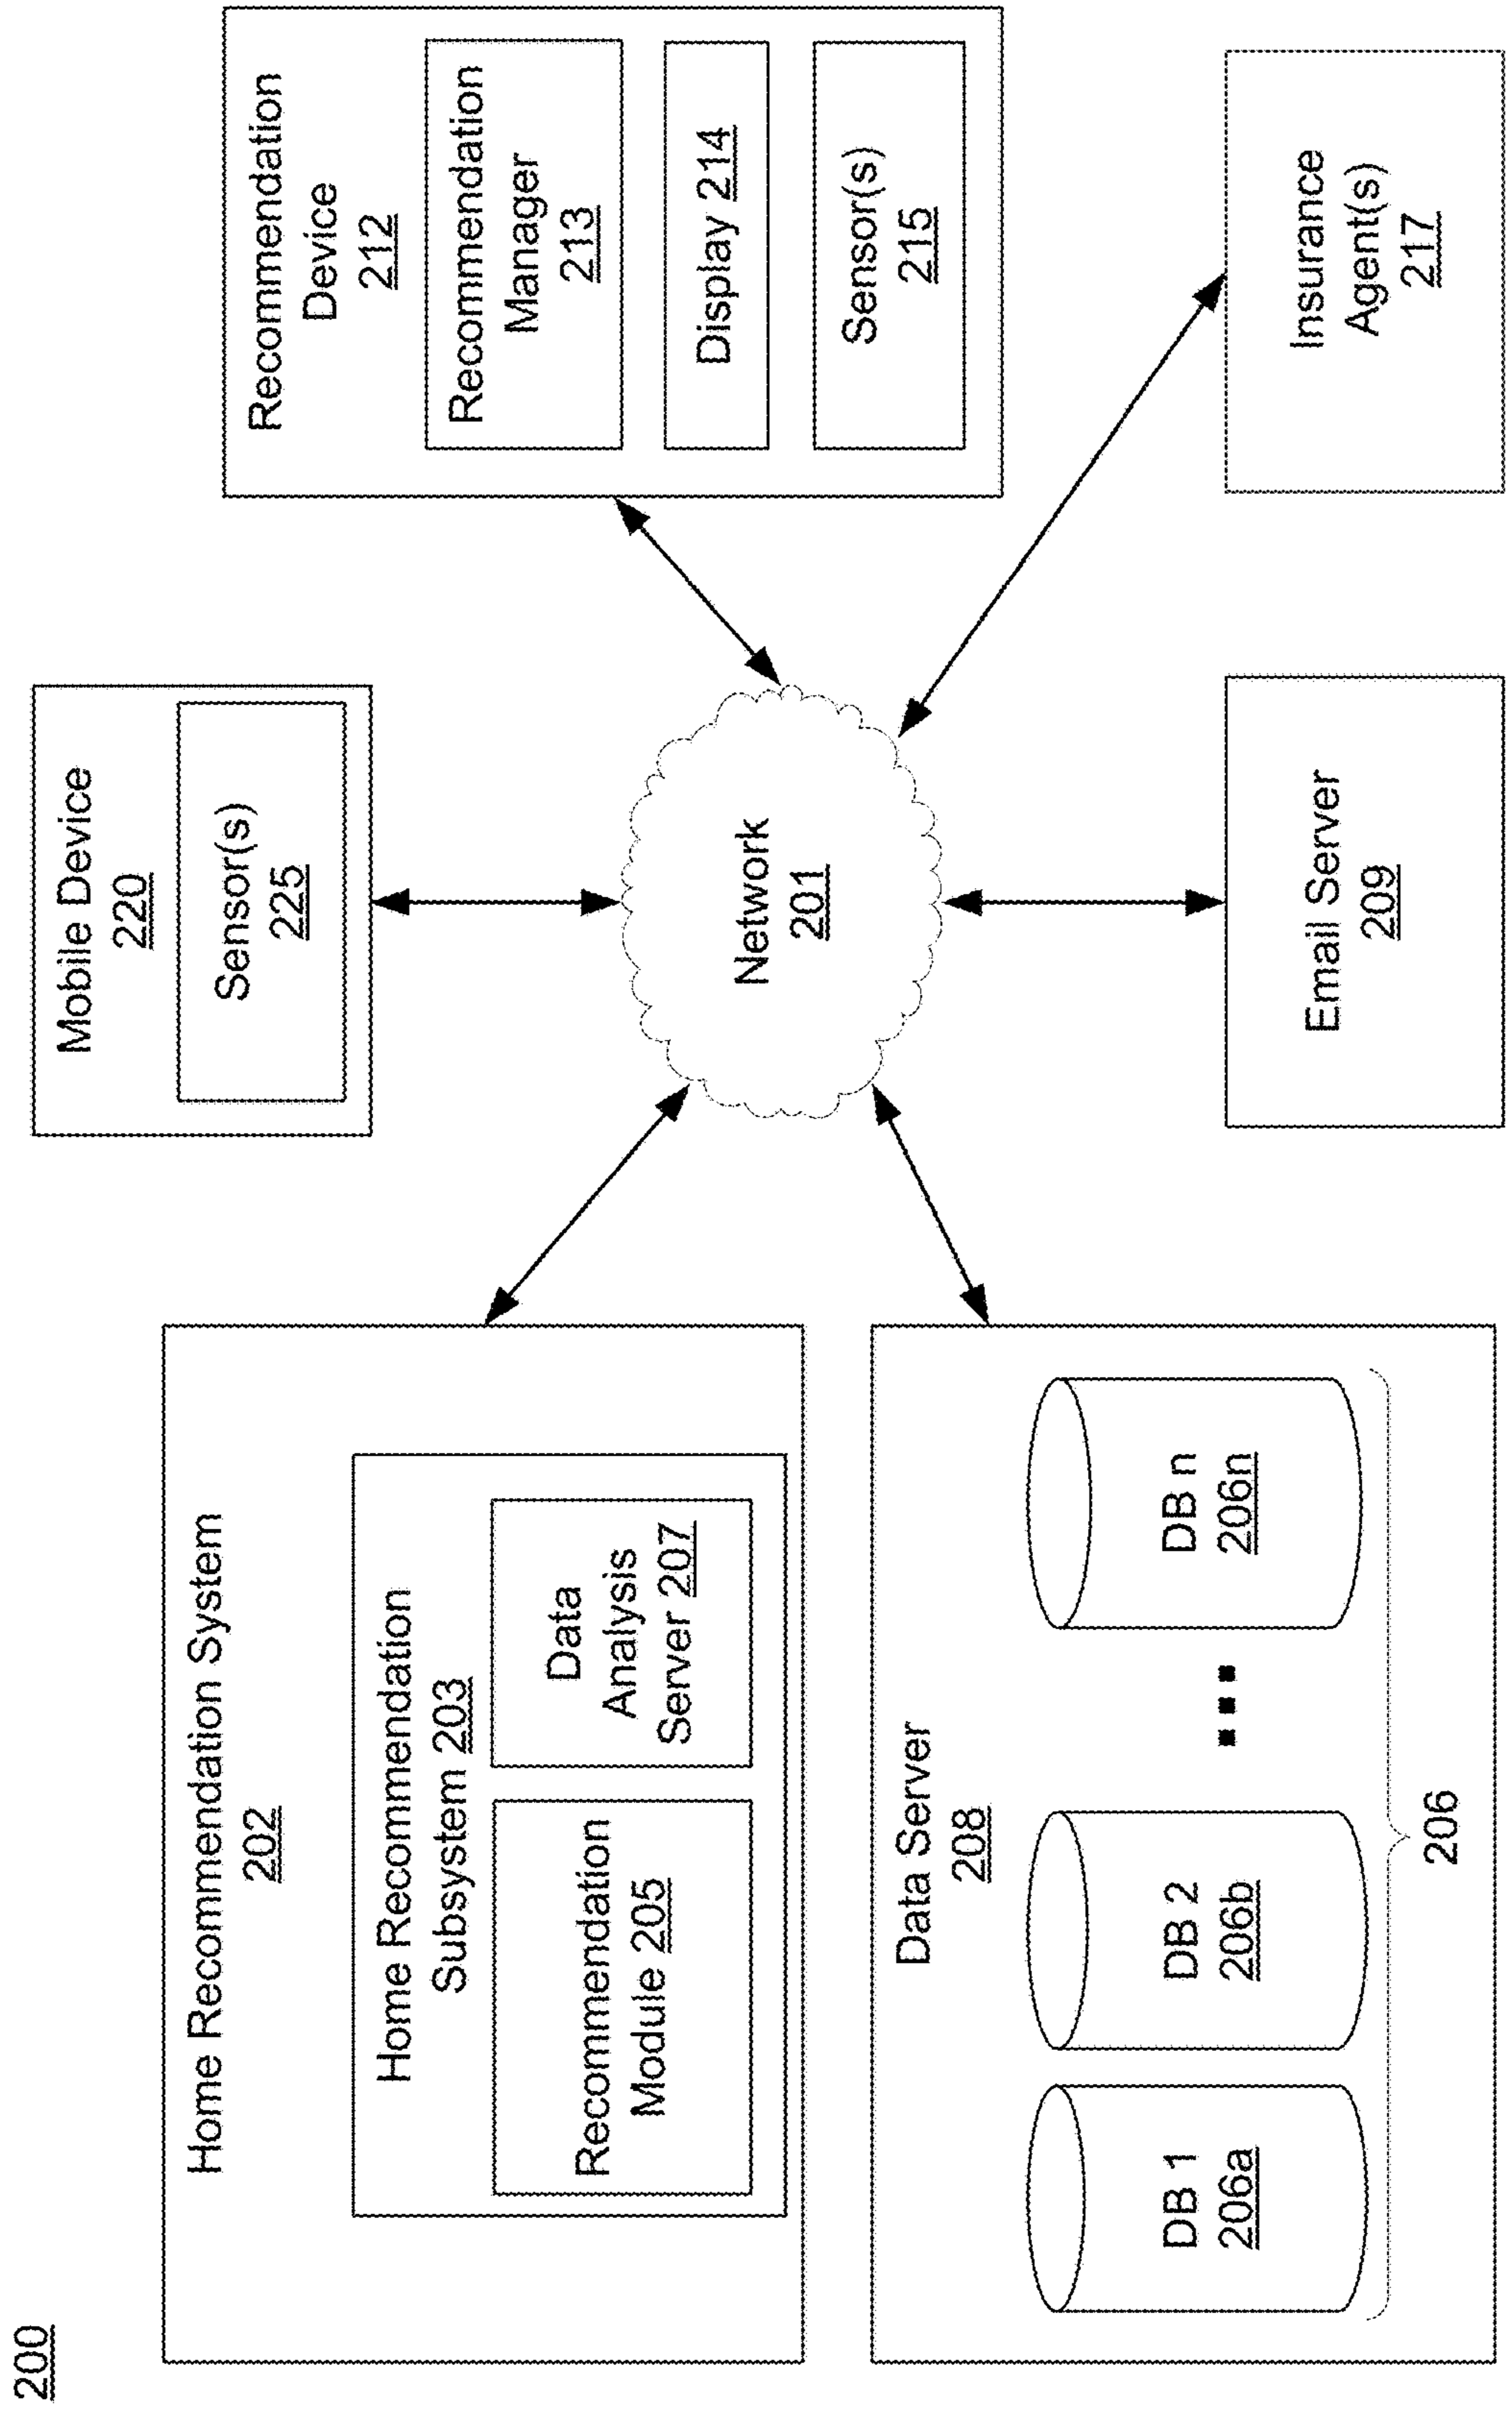 200
Home Recommendation System
202
Home Recommendation
Subsystem 203
Recommendation
Module 205
Data
Analysis
Server 207
Data Server
208
DB 1
206a
DB 2
206b
DB n
206n
206
Mobile Device
220
Sensor(s)
225
Network
201
Email Server
209
Recommendation
Device
212
Recommendation
Manager
213
Display 214
Sensor(s)
215
Insurance
Agent(s)
217